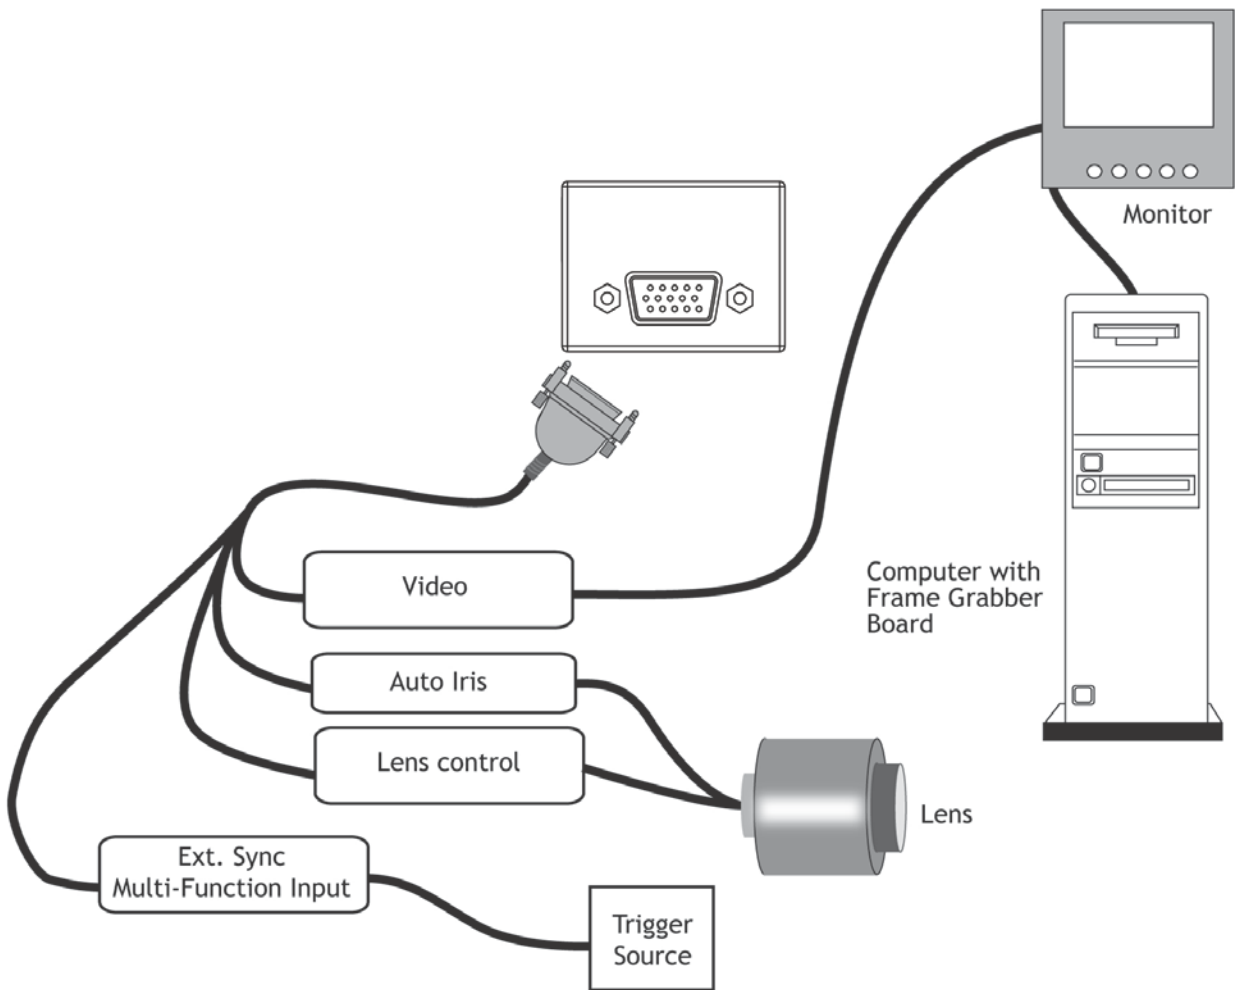 Monitor
Computer with
Frame Grabber
Board
Video
Auto Iris
Lens control
Lens
Ext. Sync
Multi-Function Input
Trigger
Source